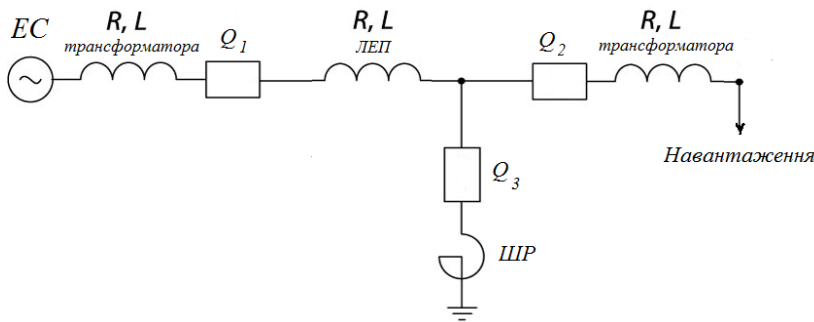 ЕС
R, L
трансформатора
Q1
R, L
ЛЕП
Q2
R, L
трансформатора
Навантаження
Q3
ШР